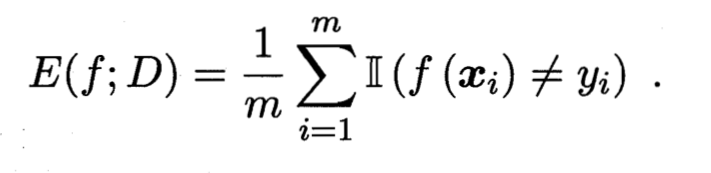 E(f; D) = \frac{1}{m} \sum_{i=1}^{m} \mathbb{I}(f(\boldsymbol{x}_i) \neq y_i) .